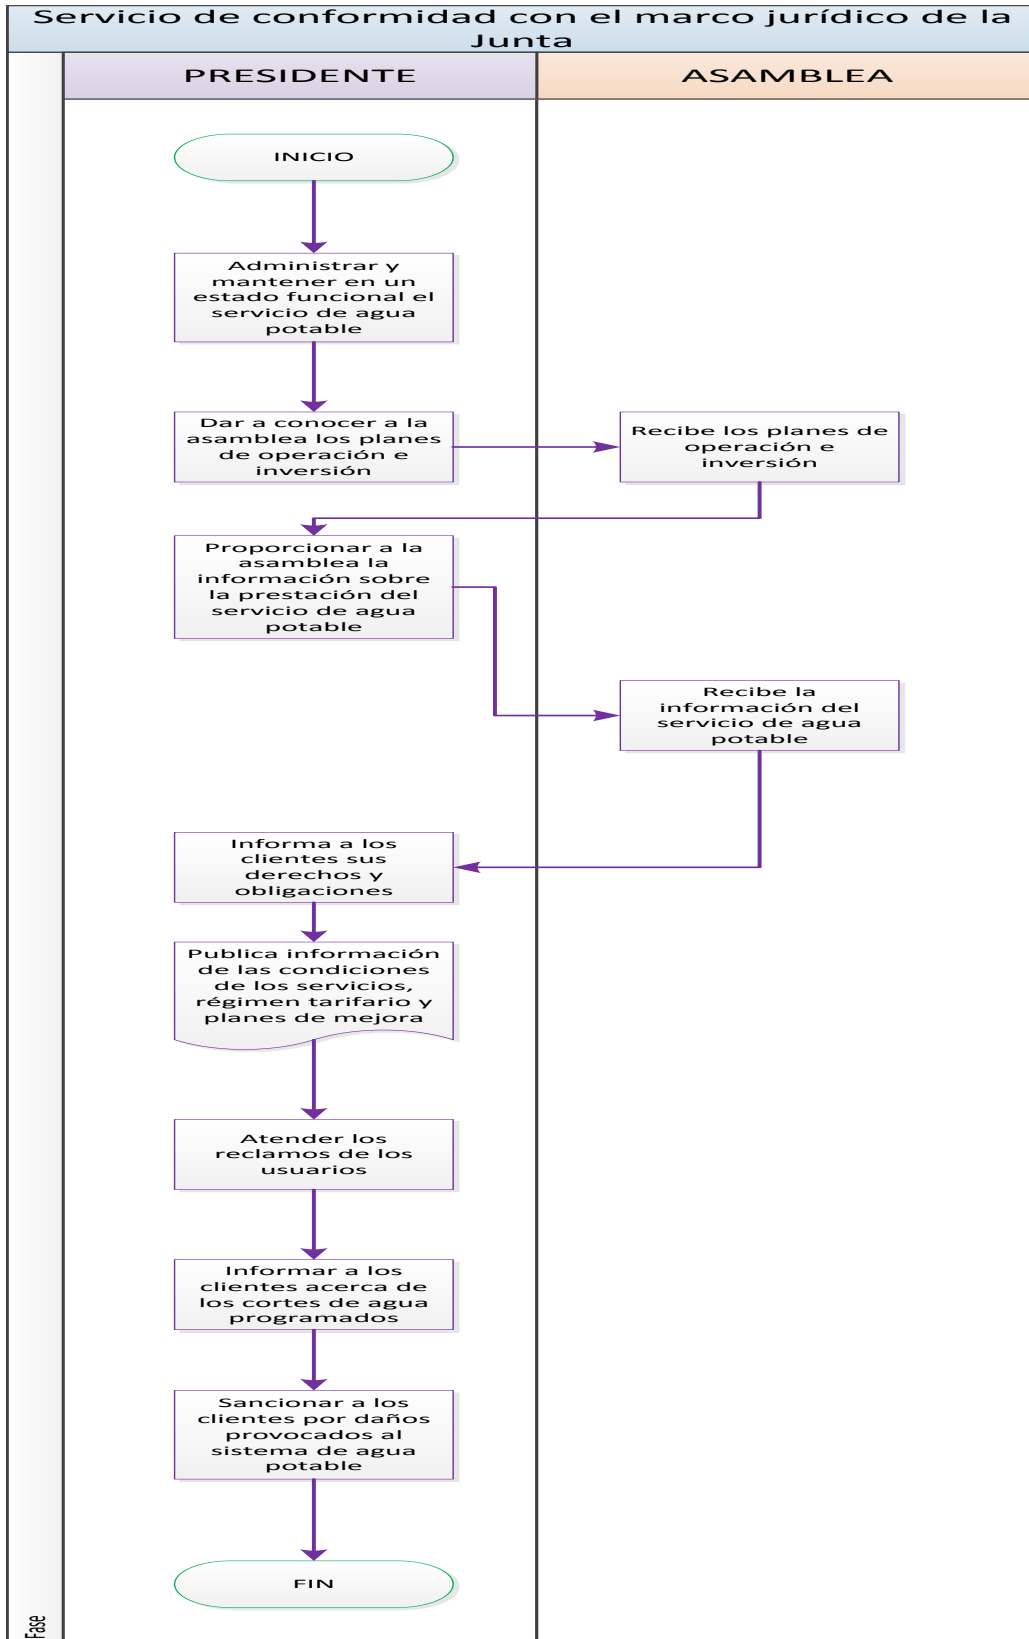 Servicio de conformidad con el marco jurídico de la
Junta
PRESIDENTE
ASAMBLEA
INICIO
Administrar y
mantener en un
estado funcional el
servicio de agua
potable
Dar a conocer a la
asamblea los planes
de operación e
inversión
Recibe los planes de
operación e
inversión
Proporcionar a la
asamblea la
información sobre
la prestación del
servicio de agua
potable
Recibe la
información del
servicio de agua
potable
Informa a los
clientes sus
derechos y
obligaciones
Publica información
de las condiciones
de los servicios,
régimen tarifario y
planes de mejora
Atender los
reclamos de los
usuarios
Informar a los
clientes acerca de
los cortes de agua
programados
Sancionar a los
clientes por daños
provocados al
sistema de agua
potable
FIN
Fase